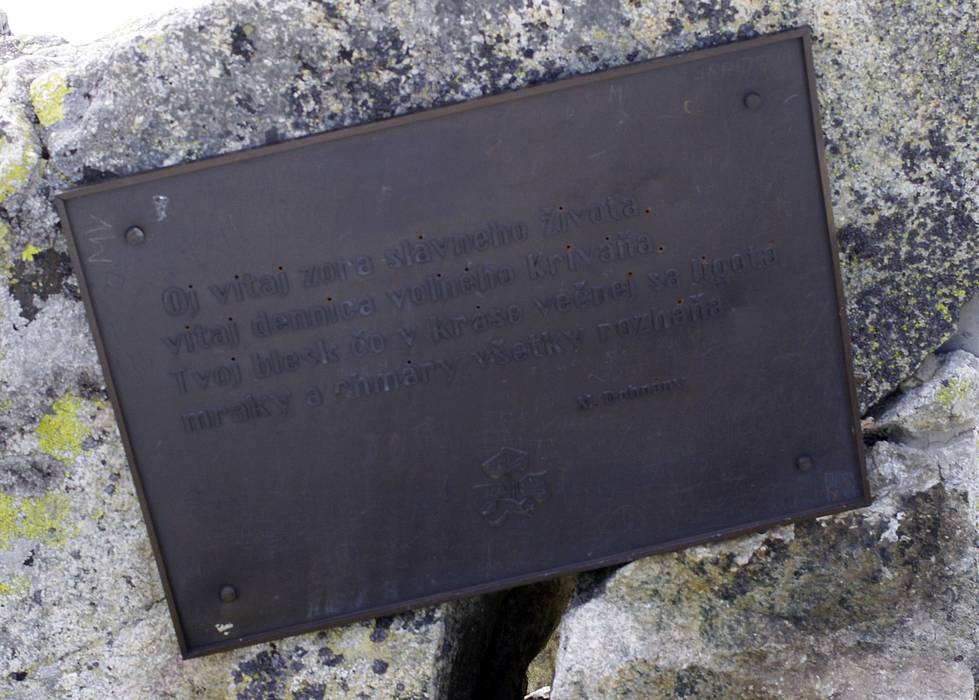 Oj vitaj zora slávneho života,
vitaj dennica voľného Kriváňa.
Tvoj blesk čo v kráse večnej sa ligotá
mraky a chmáry všetky rozháňa.
M. Dohnány